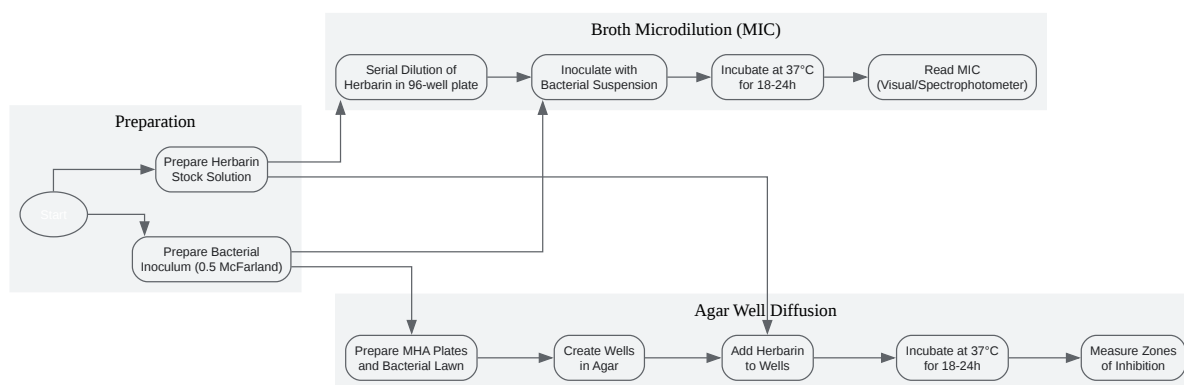 Broth Microdilution (MIC)
Serial Dilution of
Herbarin in 96-well plate
Inoculate with
Bacterial Suspension
Incubate at 37°C
for 18-24h
Read MIC
(Visual/Spectrophotometer)
Preparation
Prepare Herbarin
Stock Solution
Start
Prepare Bacterial
Inoculum (0.5 McFarland)
Agar Well Diffusion
Prepare MHA Plates
and Bacterial Lawn
Create Wells
in Agar
Add Herbarin
to Wells
Incubate at 37°C
for 18-24h
Measure Zones
of Inhibition